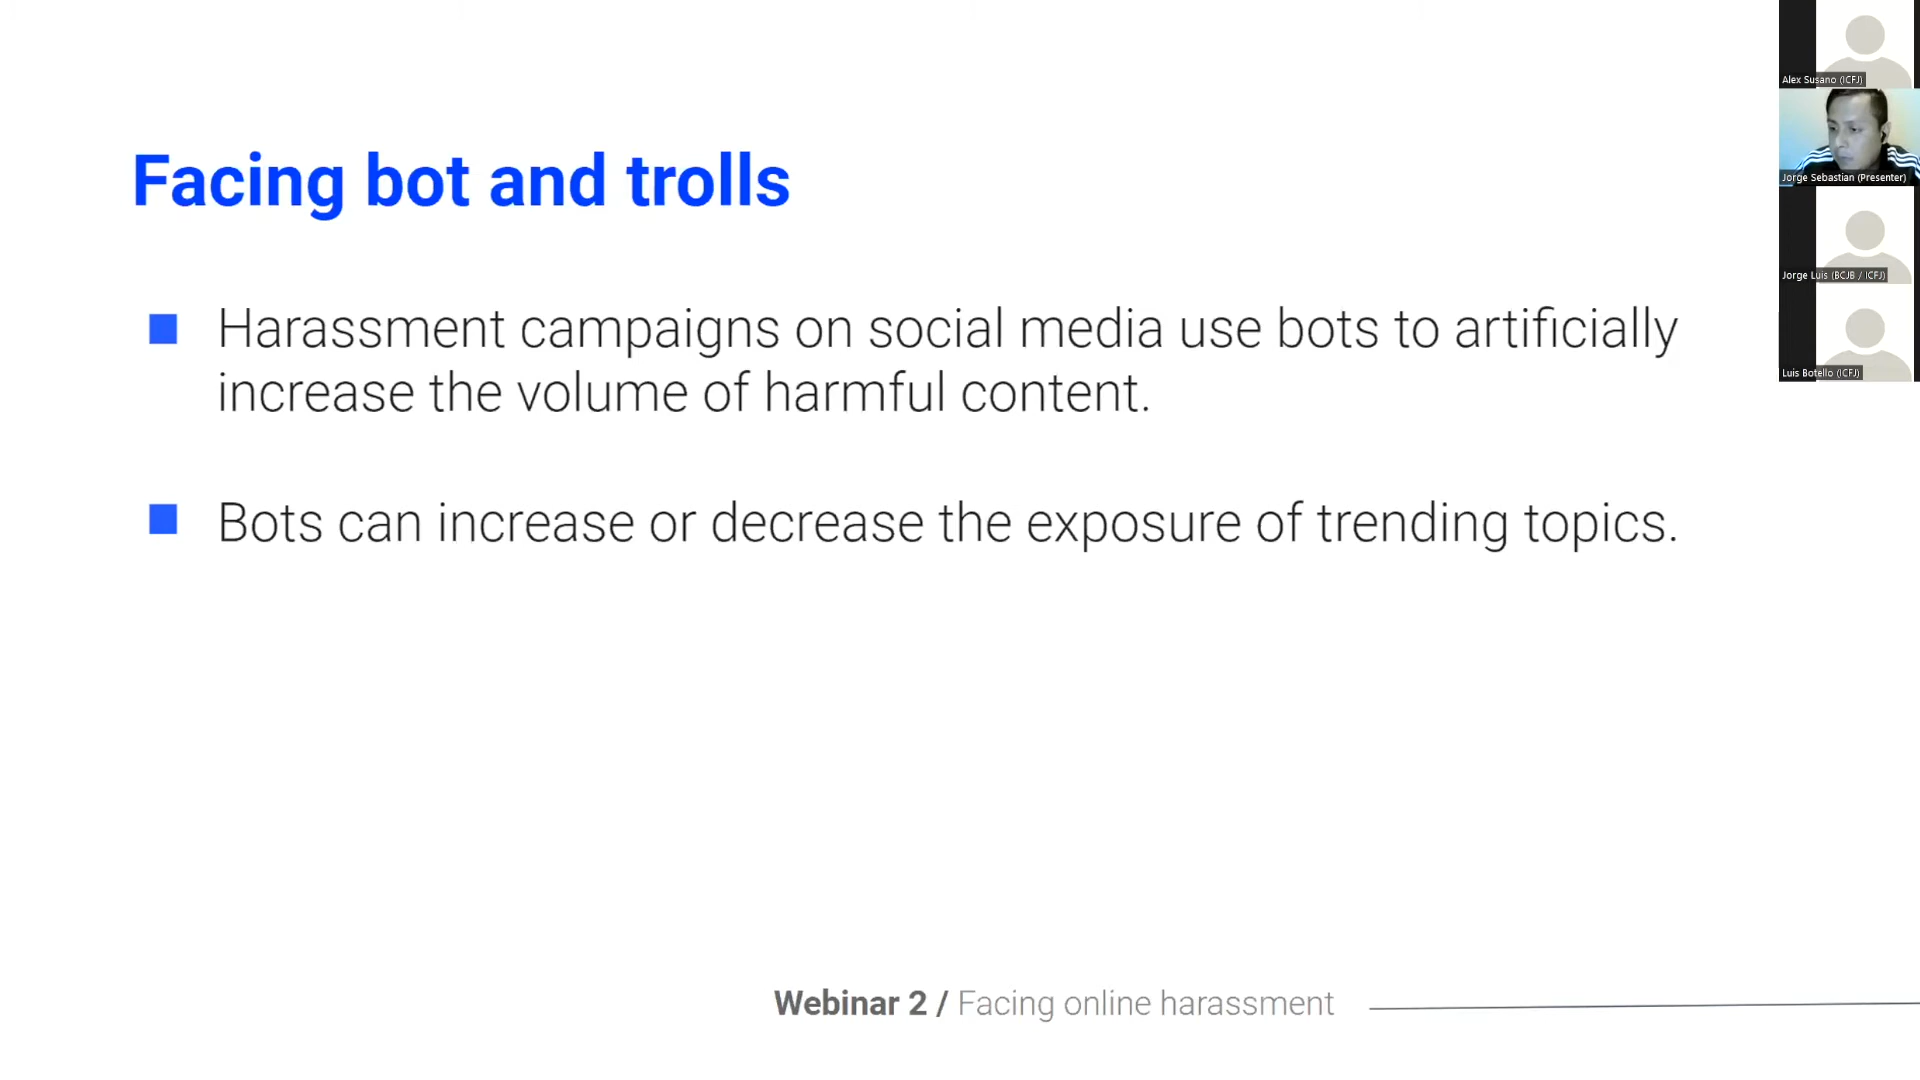 Alex Susano (ICFJ)
Jorge Sebastian (Presenter)
Jorge Luis (BCJB / ICFJ)
Luis Botello (ICFJ)
Facing bot and trolls
Harassment campaigns on social media use bots to artificially
increase the volume of harmful content.
Bots can increase or decrease the exposure of trending topics.
Webinar 2 / Facing online harassment